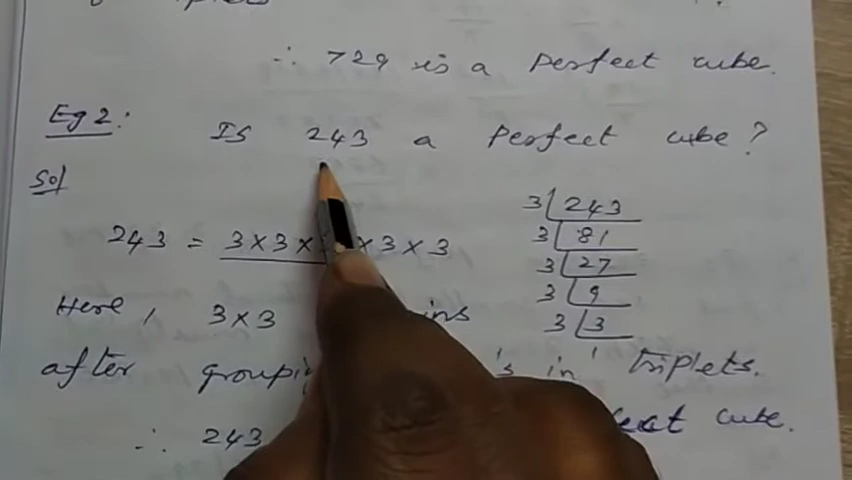 ∴ 729 is a perfect cube.
Eg 2: Is 243 a perfect cube?
Sol
243 = 3 × 3 × × 3 × 3
3 | 243
3 | 81
3 | 27
3 | 9
3 | 3
Here, 3×3
after triplets.
∴ 243 cube.